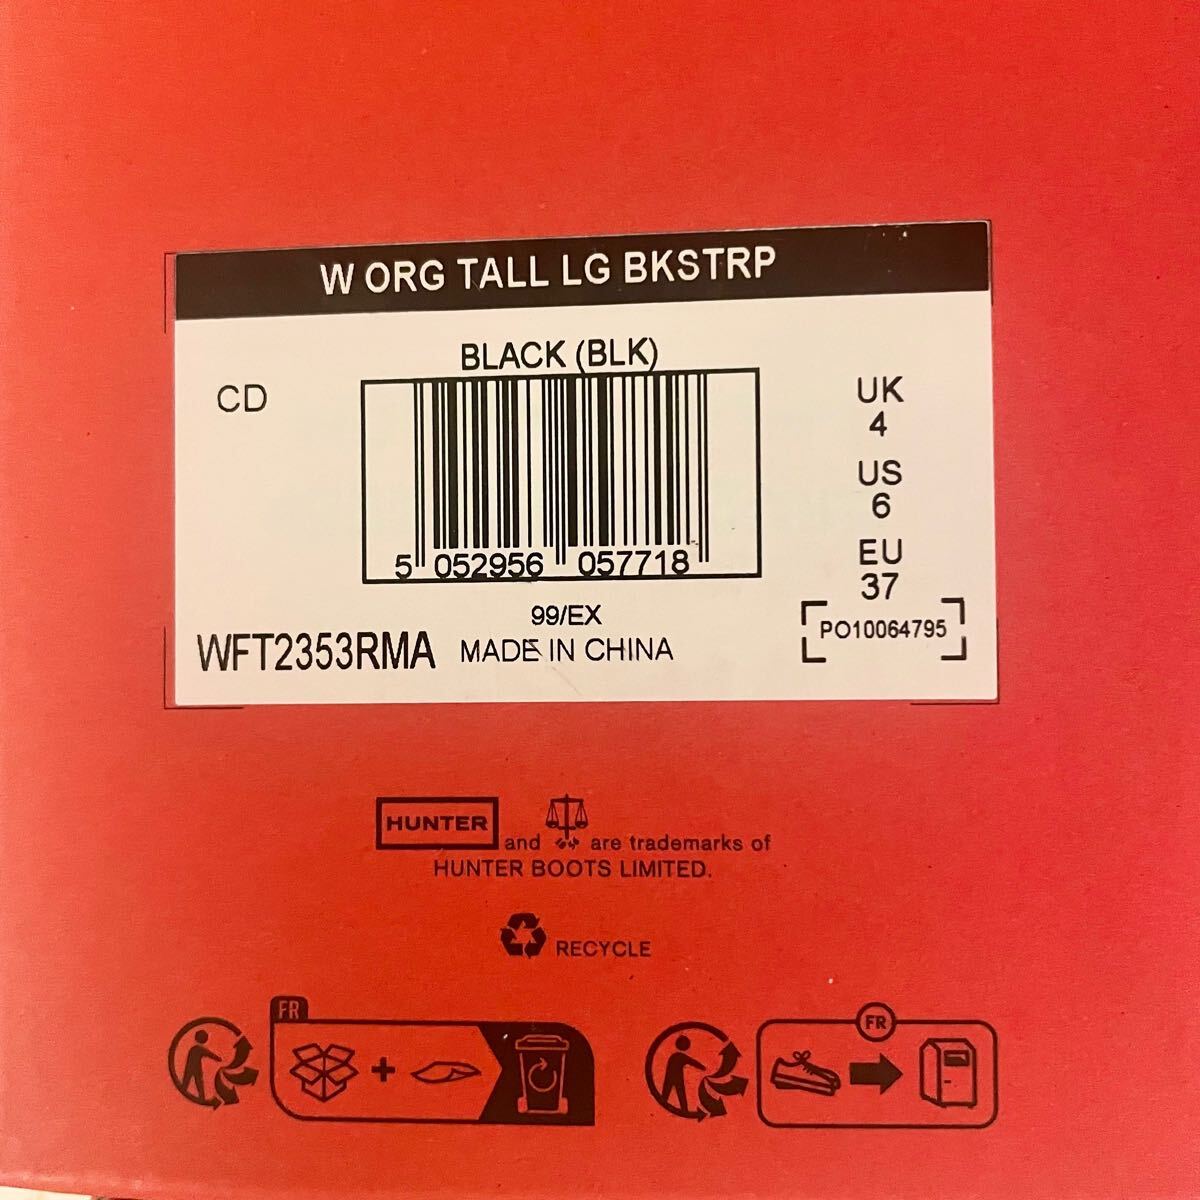 W ORG TALL LG BKSTRP
BLACK (BLK)
CD
UK
4
US
6
EU
37
5 052956 057718
99/EX
WFT2353RMA MADE IN CHINA
PO10064795
HUNTER and are trademarks of
HUNTER BOOTS LIMITED.
RECYCLE
FR
+
FR